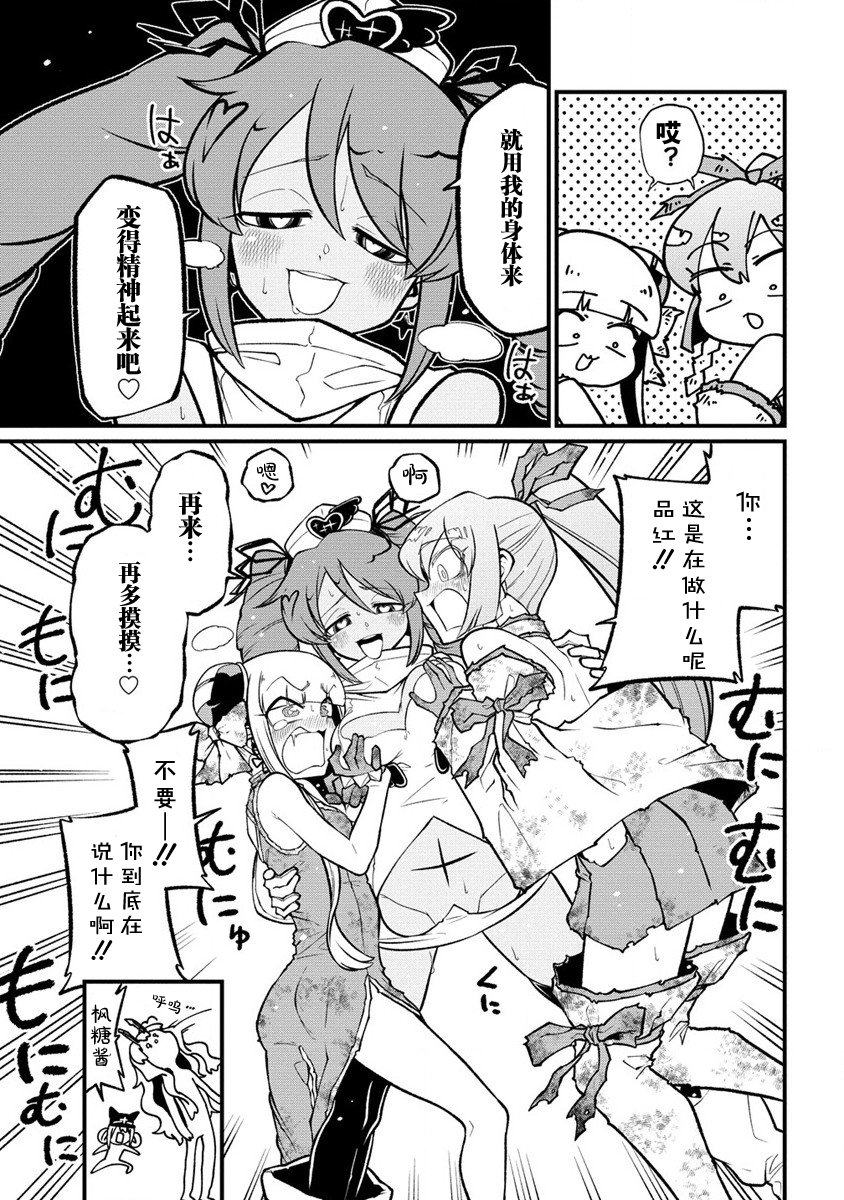 哎?
就用我的身体来
变得精神起来吧♡
はぁ
はぁ
你…
这是在做什么呢
品红!!
啊
嗯♡
再来…
再多摸摸…♡
むに
もに
むに
むに
むにゅ
くに
もにむに
不要—!!
你到底在
说什么啊!!
呼呜…
枫糖酱